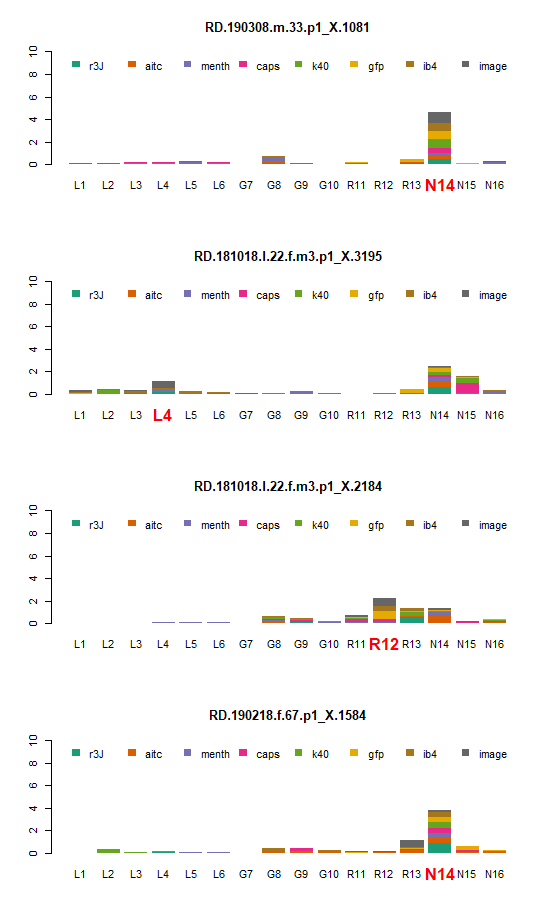 RD.190308.m.33.p1_X.1081
10
r3J aitc menth caps k40 gfp ib4 image
8
6
4
2
0
L1 L2 L3 L4 L5 L6 G7 G8 G9 G10 R11 R12 R13 N14 N15 N16
RD.181018.l.22.f.m3.p1_X.3195
10
r3J aitc menth caps k40 gfp ib4 image
8
6
4
2
0
L1 L2 L3 L4 L5 L6 G7 G8 G9 G10 R11 R12 R13 N14 N15 N16
RD.181018.l.22.f.m3.p1_X.2184
10
r3J aitc menth caps k40 gfp ib4 image
8
6
4
2
0
L1 L2 L3 L4 L5 L6 G7 G8 G9 G10 R11 R12 R13 N14 N15 N16
RD.190218.f.67.p1_X.1584
10
r3J aitc menth caps k40 gfp ib4 image
8
6
4
2
0
L1 L2 L3 L4 L5 L6 G7 G8 G9 G10 R11 R12 R13 N14 N15 N16